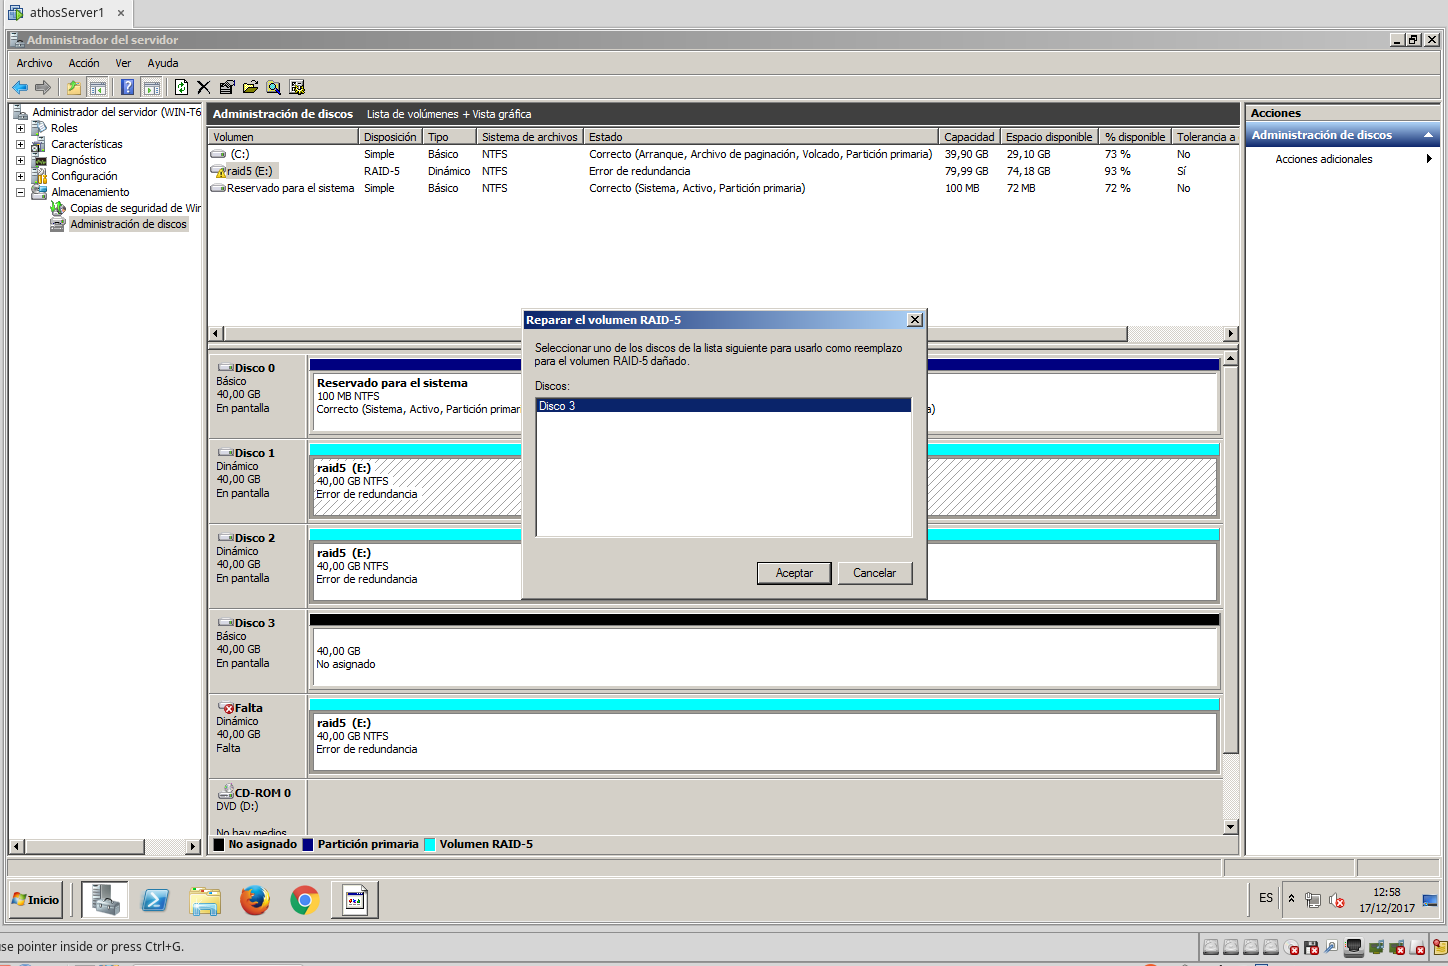 athosServer1 ×
Administrador del servidor
Archivo Acción Ver Ayuda
Administrador del servidor (WIN-T6
Roles
Características
Diagnóstico
Configuración
Almacenamiento
Copias de seguridad de Wir
Administración de discos
Administración de discos Lista de volúmenes + Vista gráfica
Volumen Disposición Tipo Sistema de archivos Estado Capacidad Espacio disponible % disponible Tolerancia a
(C:) Simple Básico NTFS Correcto (Arranque, Archivo de paginación, Volcado, Partición primaria) 39,90 GB 29,10 GB 73 % No
raid5 (E:) RAID-5 Dinámico NTFS Error de redundancia 79,99 GB 74,18 GB 93 % Sí
Reservado para el sistema Simple Básico NTFS Correcto (Sistema, Activo, Partición primaria) 100 MB 72 MB 72 % No
Disco 0
Básico
40,00 GB
En pantalla
Reservado para el sistema
100 MB NTFS
Correcto (Sistema, Activo, Partición primar
a)
Disco 1
Dinámico
40,00 GB
En pantalla
raid5 (E:)
40,00 GB NTFS
Error de redundancia
Disco 2
Dinámico
40,00 GB
En pantalla
raid5 (E:)
40,00 GB NTFS
Error de redundancia
Disco 3
Básico
40,00 GB
En pantalla
40,00 GB
No asignado
Falta
Dinámico
40,00 GB
Falta
raid5 (E:)
40,00 GB NTFS
Error de redundancia
CD-ROM 0
DVD (D:)
No hay medios
No asignado Partición primaria Volumen RAID-5
Reparar el volumen RAID-5
Seleccionar uno de los discos de la lista siguiente para usarlo como reemplazo
para el volumen RAID-5 dañado.
Discos:
Disco 3
Aceptar Cancelar
Acciones
Administración de discos
Acciones adicionales
Inicio
ES
12:58
17/12/2017
se pointer inside or press Ctrl+G.